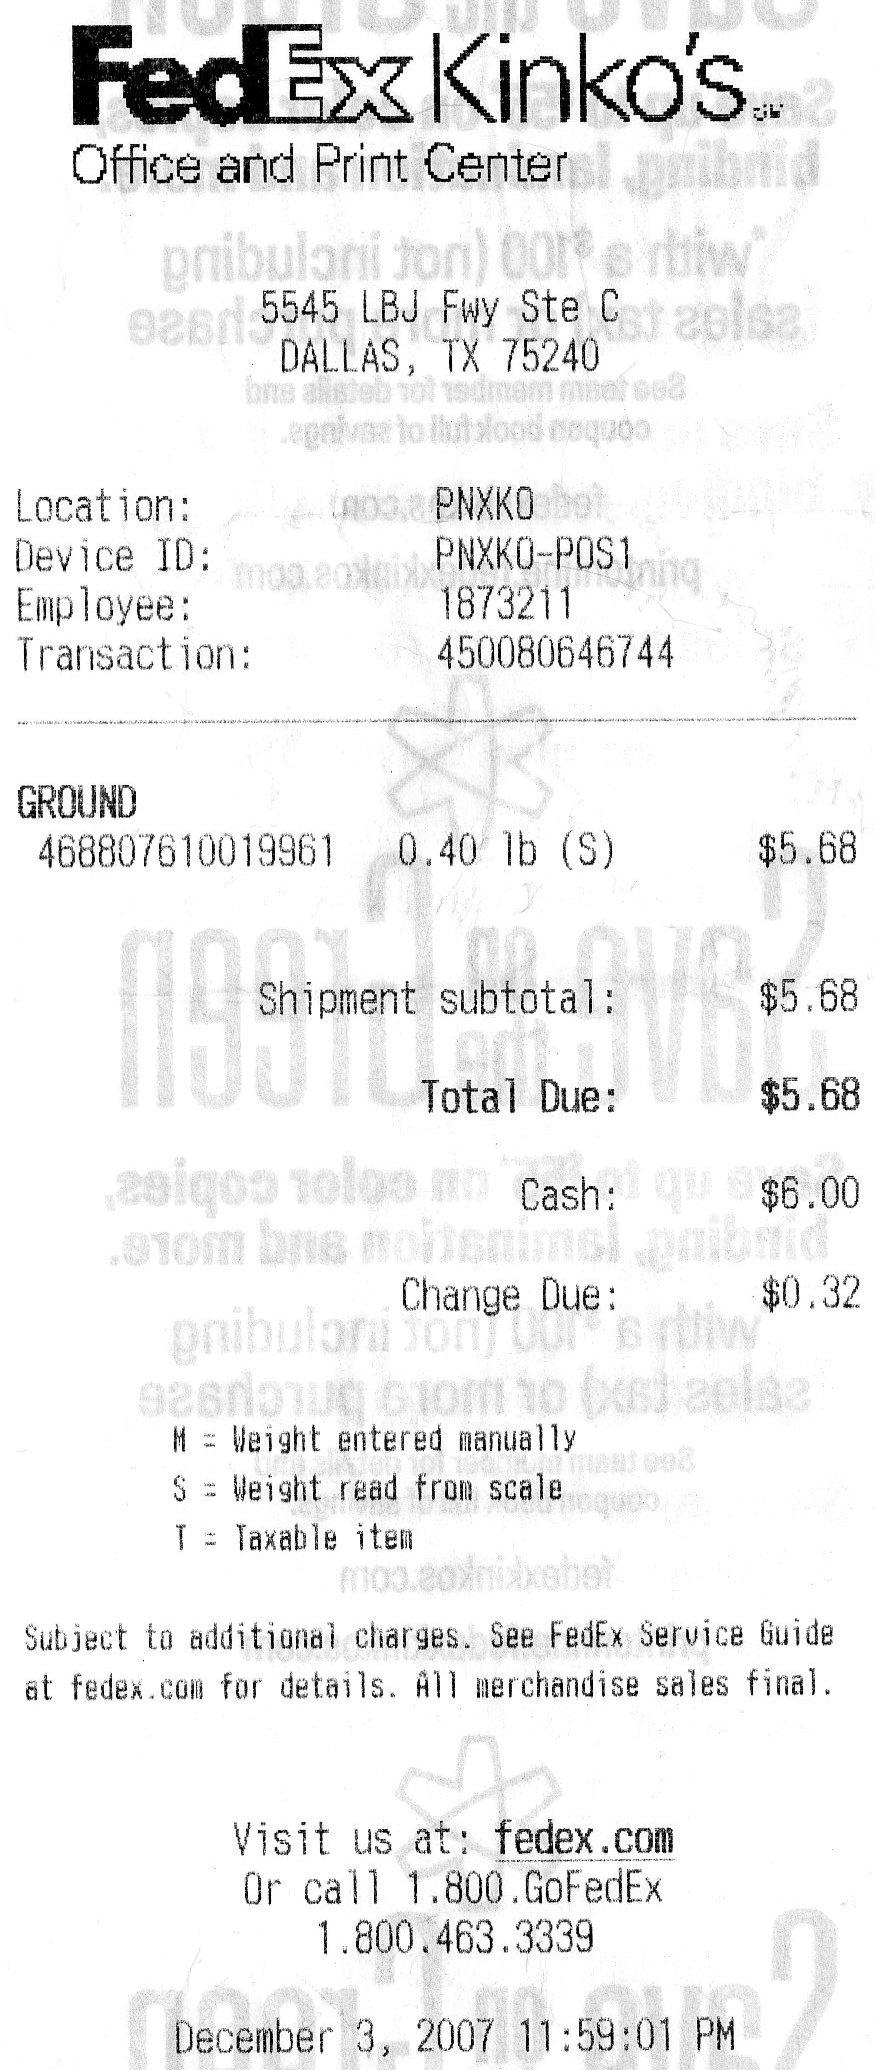 FedEx Kinko's
Office and Print Center
5545 LBJ Fwy Ste C
DALLAS, TX 75240
Location: PNXKO
Device ID: PNXKO-POS1
Employee: 1873211
Transaction: 450080646744
GROUND
468807610019961 0.40 lb (S) $5.68
Shipment subtotal: $5.68
Total Due: $5.68
Cash: $6.00
Change Due: $0.32
M = Weight entered manually
S = Weight read from scale
T = Taxable item
Subject to additional charges. See FedEx Service Guide
at fedex.com for details. All merchandise sales final.
Visit us at: fedex.com
Or call 1.800.GoFedEx
1.800.463.3339
December 3, 2007 11:59:01 PM